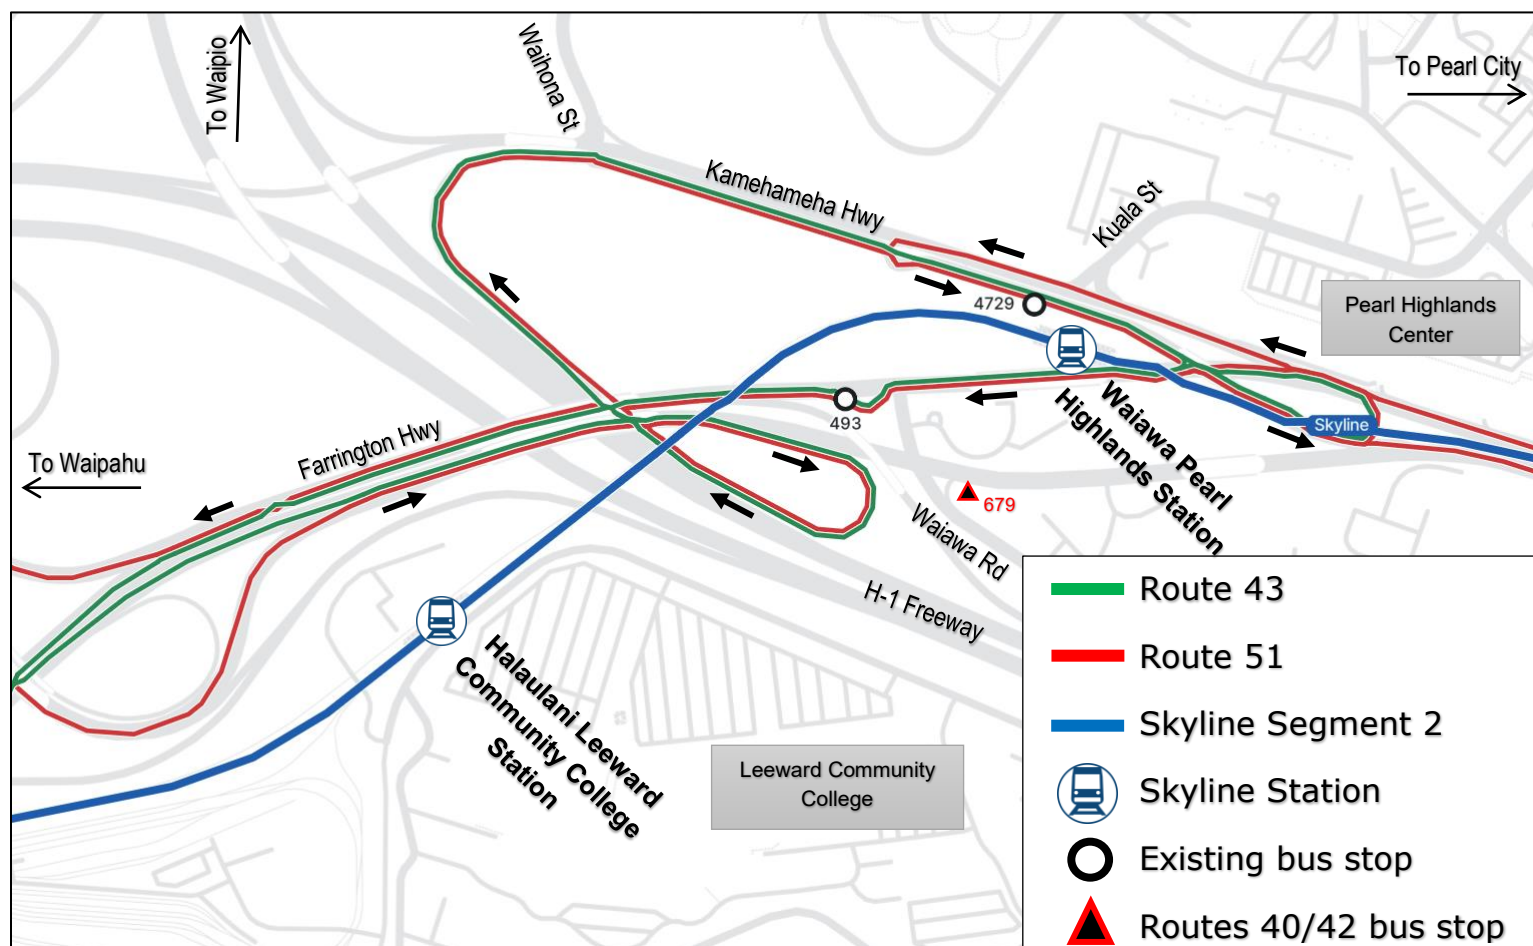 To Waipio
Waihona St
To Pearl City
Kamehameha Hwy
Kuala St
Pearl Highlands
Center
4729
493
Waiawa Pearl
Highlands Station
Skyline
Farrington Hwy
To Waipahu
679
Waiawa Rd
H-1 Freeway
Halaulani Leeward
Community College
Station
Leeward Community
College
Route 43
Route 51
Skyline Segment 2
Skyline Station
Existing bus stop
Routes 40/42 bus stop